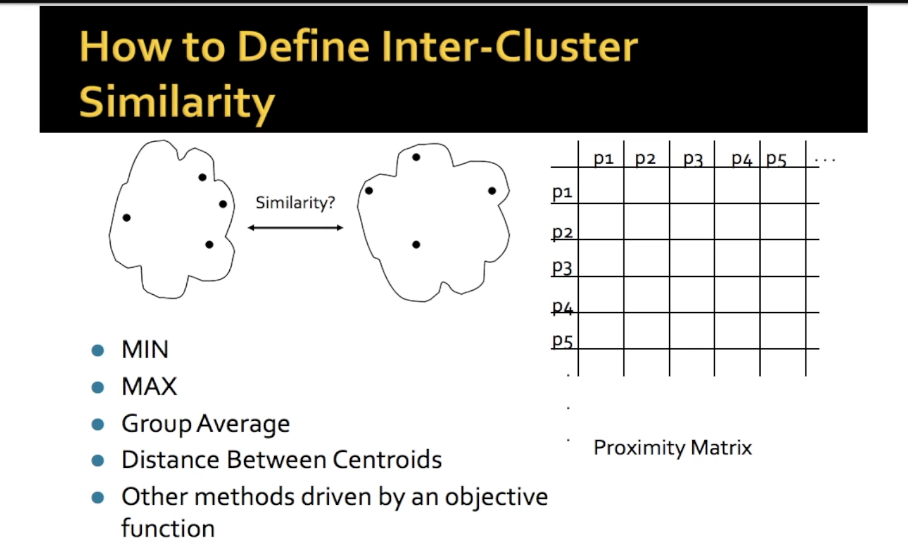 How to Define Inter-Cluster
Similarity
Similarity?
p1 p2 p3 p4 p5 ...
p1
p2
p3
p4
p5
.
.
.
Proximity Matrix
• MIN
• MAX
• Group Average
• Distance Between Centroids
• Other methods driven by an objective
function